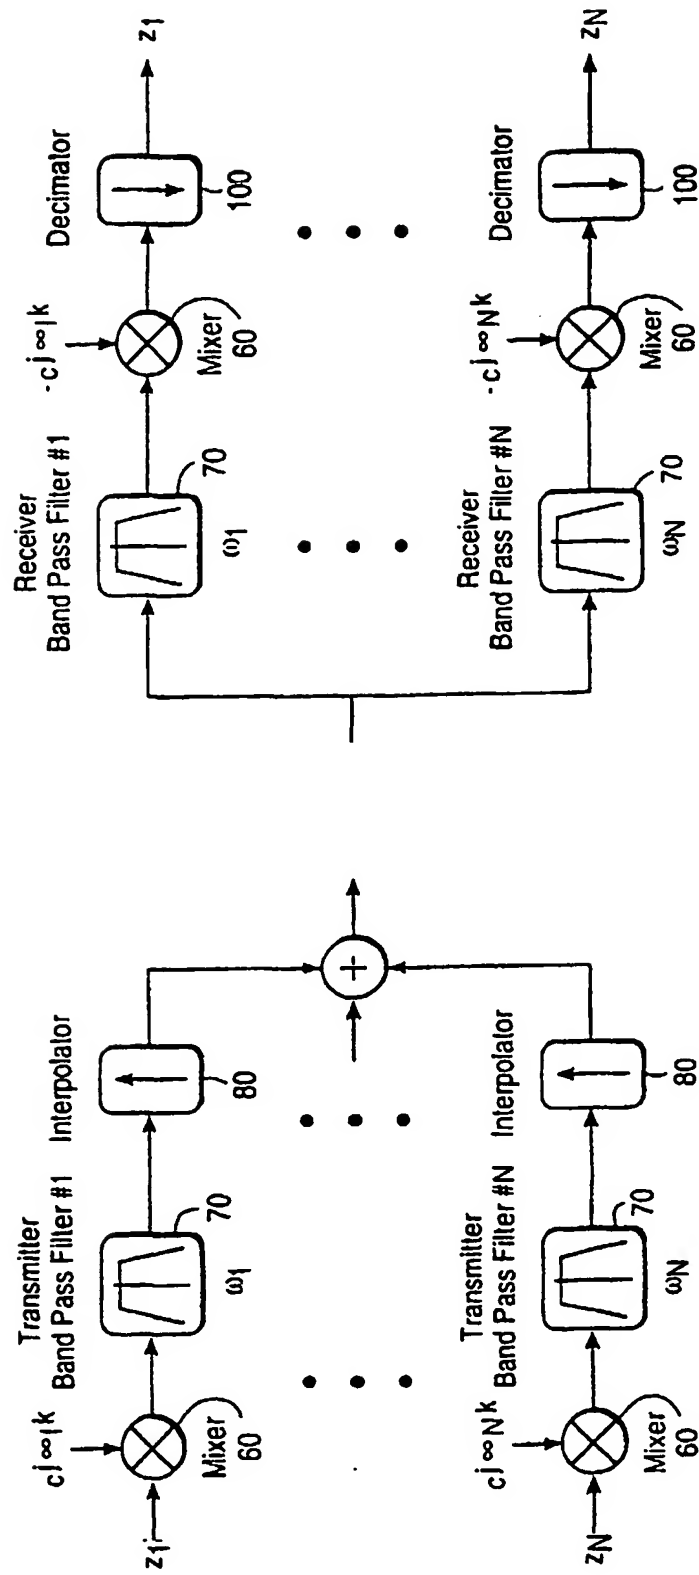 z1
cj∞1k
Mixer
60
Transmitter
Band Pass Filter #1
70
ω1
Interpolator
80
+
zN
cj∞Nk
Mixer
60
Transmitter
Band Pass Filter #N
70
ωN
Interpolator
80
Receiver
Band Pass Filter #1
70
ω1
-cj∞1k
Mixer
60
Decimator
100
z1
Receiver
Band Pass Filter #N
70
ωN
-cj∞Nk
Mixer
60
Decimator
100
zN